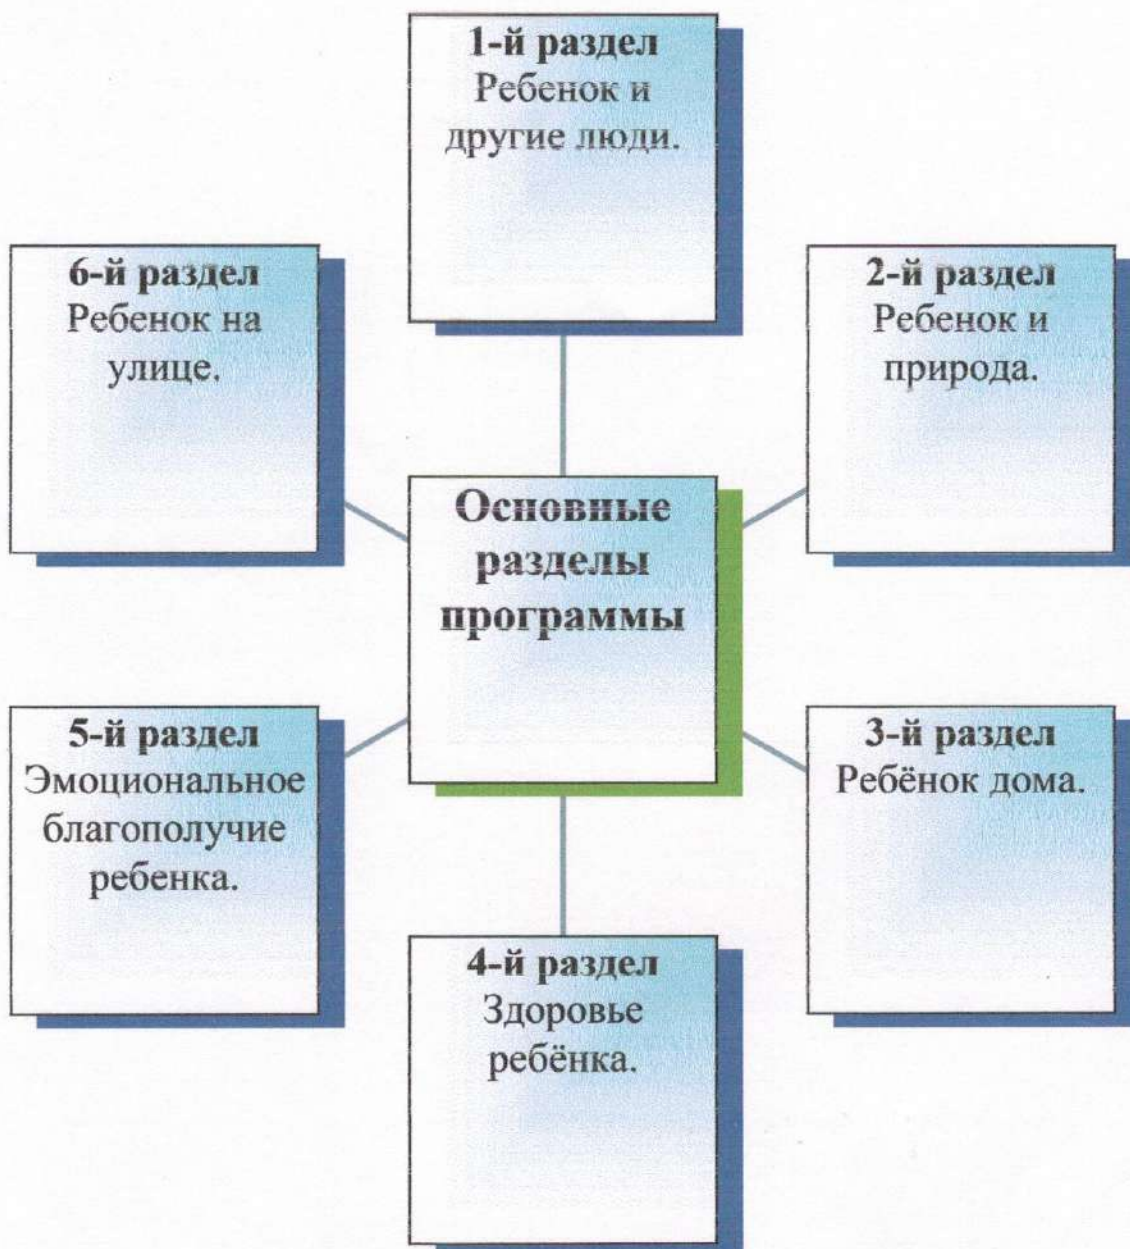 1-й раздел
Ребенок и
другие люди.
6-й раздел
Ребенок на
улице.
2-й раздел
Ребенок и
природа.
Основные
разделы
программы
5-й раздел
Эмоциональное
благополучие
ребенка.
3-й раздел
Ребёнок дома.
4-й раздел
Здоровье
ребёнка.